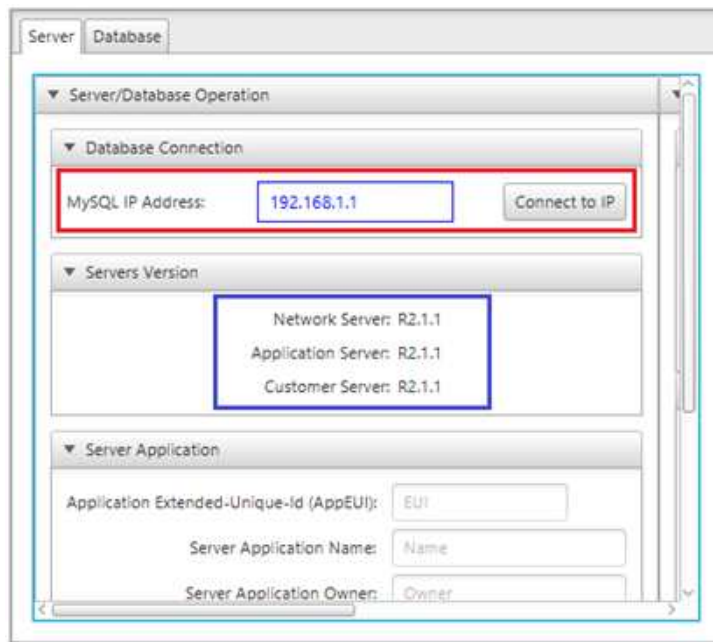 Server Database
Server/Database Operation
Database Connection
MySQL IP Address: 192.168.1.1 Connect to IP
Servers Version
Network Server: R2.1.1
Application Server: R2.1.1
Customer Server: R2.1.1
Server Application
Application Extended-Unique-Id (AppEUI): EUI
Server Application Name: Name
Server Application Owner: Owner